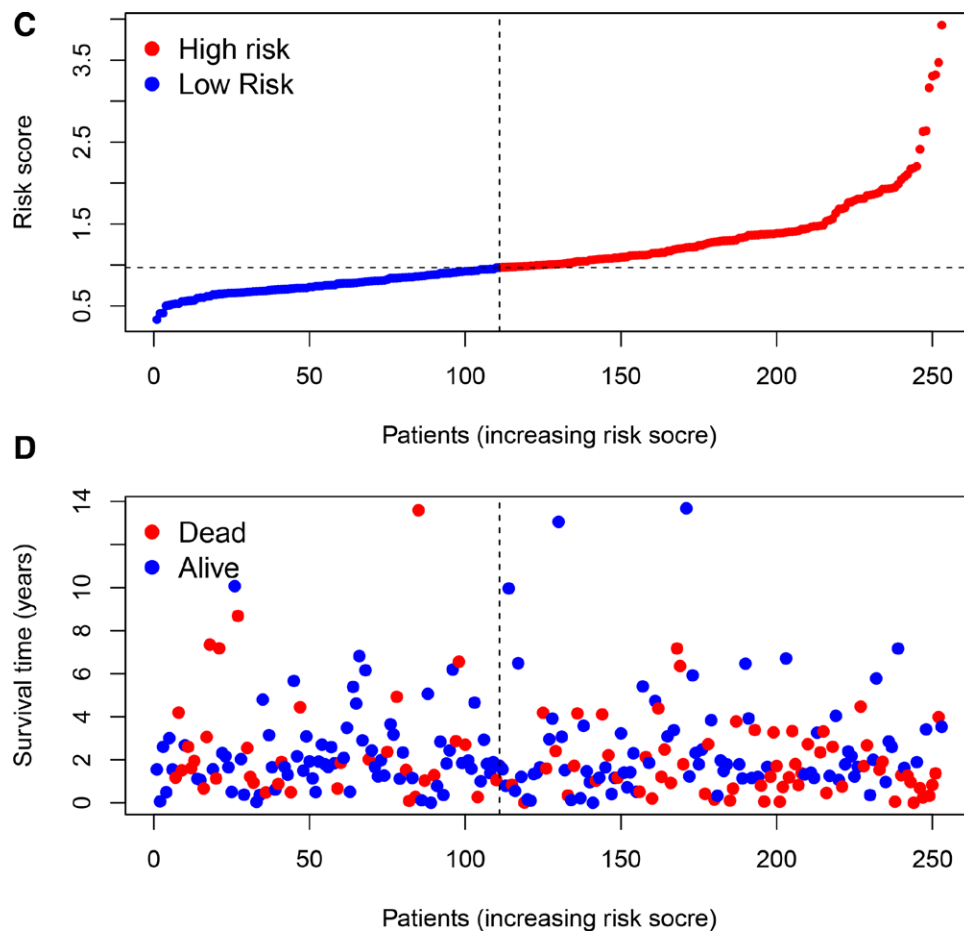 C
High risk
Low Risk
Risk score
3.5
2.5
1.5
0.5
0 50 100 150 200 250
Patients (increasing risk socre)
D
Dead
Alive
Survival time (years)
14
10
8
6
4
2
0
0 50 100 150 200 250
Patients (increasing risk socre)